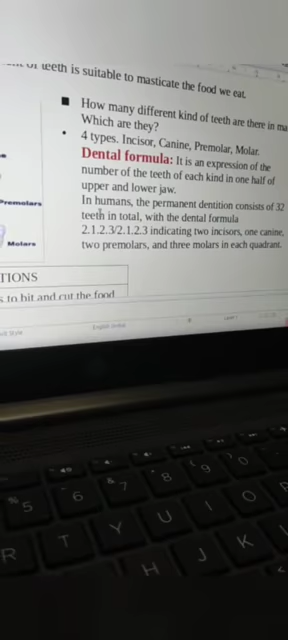 teeth is suitable to masticate the food we eat.
■ How many different kind of teeth are there in
Which are they?
• 4 types. Incisor, Canine, Premolar, Molar.
Dental formula: It is an expression of the
number of the teeth of each kind in one half of
upper and lower jaw.
In humans, the permanent dentition consists of 32
teeth in total, with the dental formula
2.1.2.3/2.1.2.3 indicating two incisors, one canine,
two premolars, and three molars in each quadrant.
Premolars
Molars
TIONS
to bit and cut the food
% 5 6 & 7 * 8 ( 9 ) 0
R T Y U I O P
H J K L